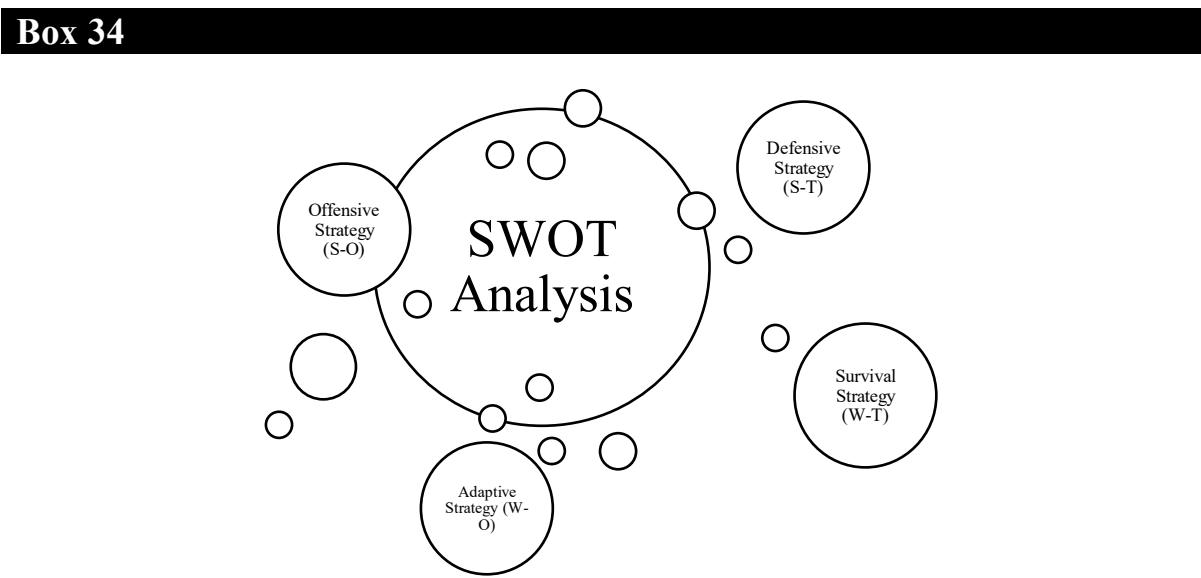 Box 34
Offensive
Strategy
(S-O)
SWOT
Analysis
Defensive
Strategy
(S-T)
Survival
Strategy
(W-T)
Adaptive
Strategy (W-
O)